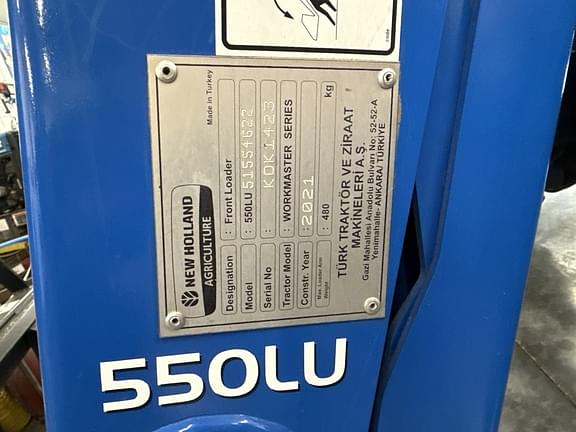 NEW HOLLAND
AGRICULTURE
Made in Turkey
Designation : Front Loader
Model : 550LU 51554622
Serial No : KDK1423
Tractor Model : WORKMASTER SERIES
Constr. Year : 2021
Max. Loader Arm Weight : 480 kg
TÜRK TRAKTÖR VE ZİRAAT
MAKİNELERİ A.Ş.
Gazi Mahallesi Anadolu Bulvarı No: 52-52-A
Yenimahalle- ANKARA/ TÜRKİYE
550LU